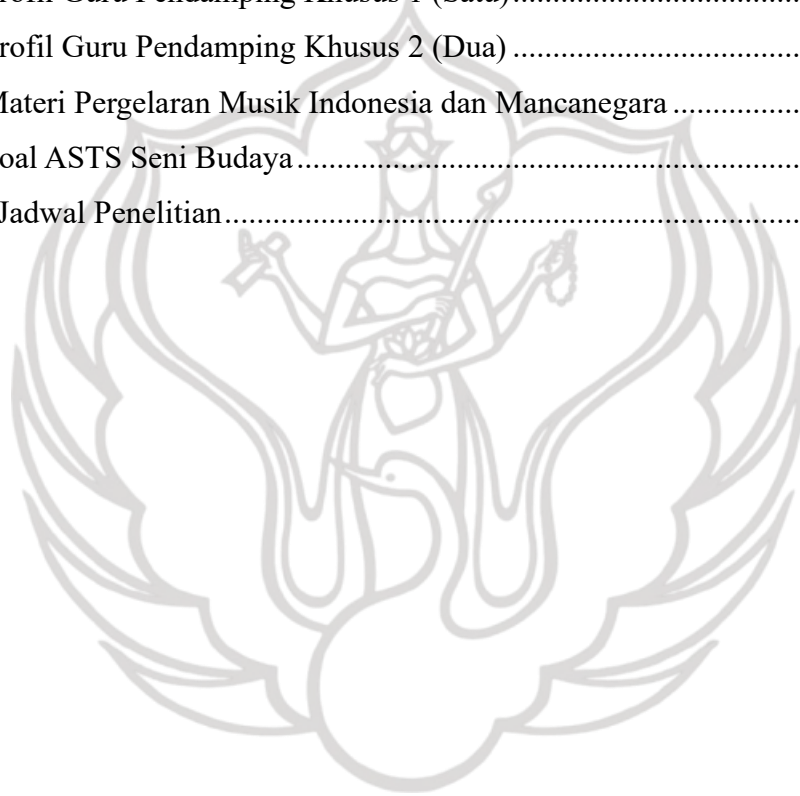 rofil Guru Pendamping Khusus 1 (Satu)................................
rofil Guru Pendamping Khusus 2 (Dua) ................................
Materi Pergelaran Musik Indonesia dan Mancanegara ..............
oal ASTS Seni Budaya.......................................................
Jadwal Penelitian................................................................